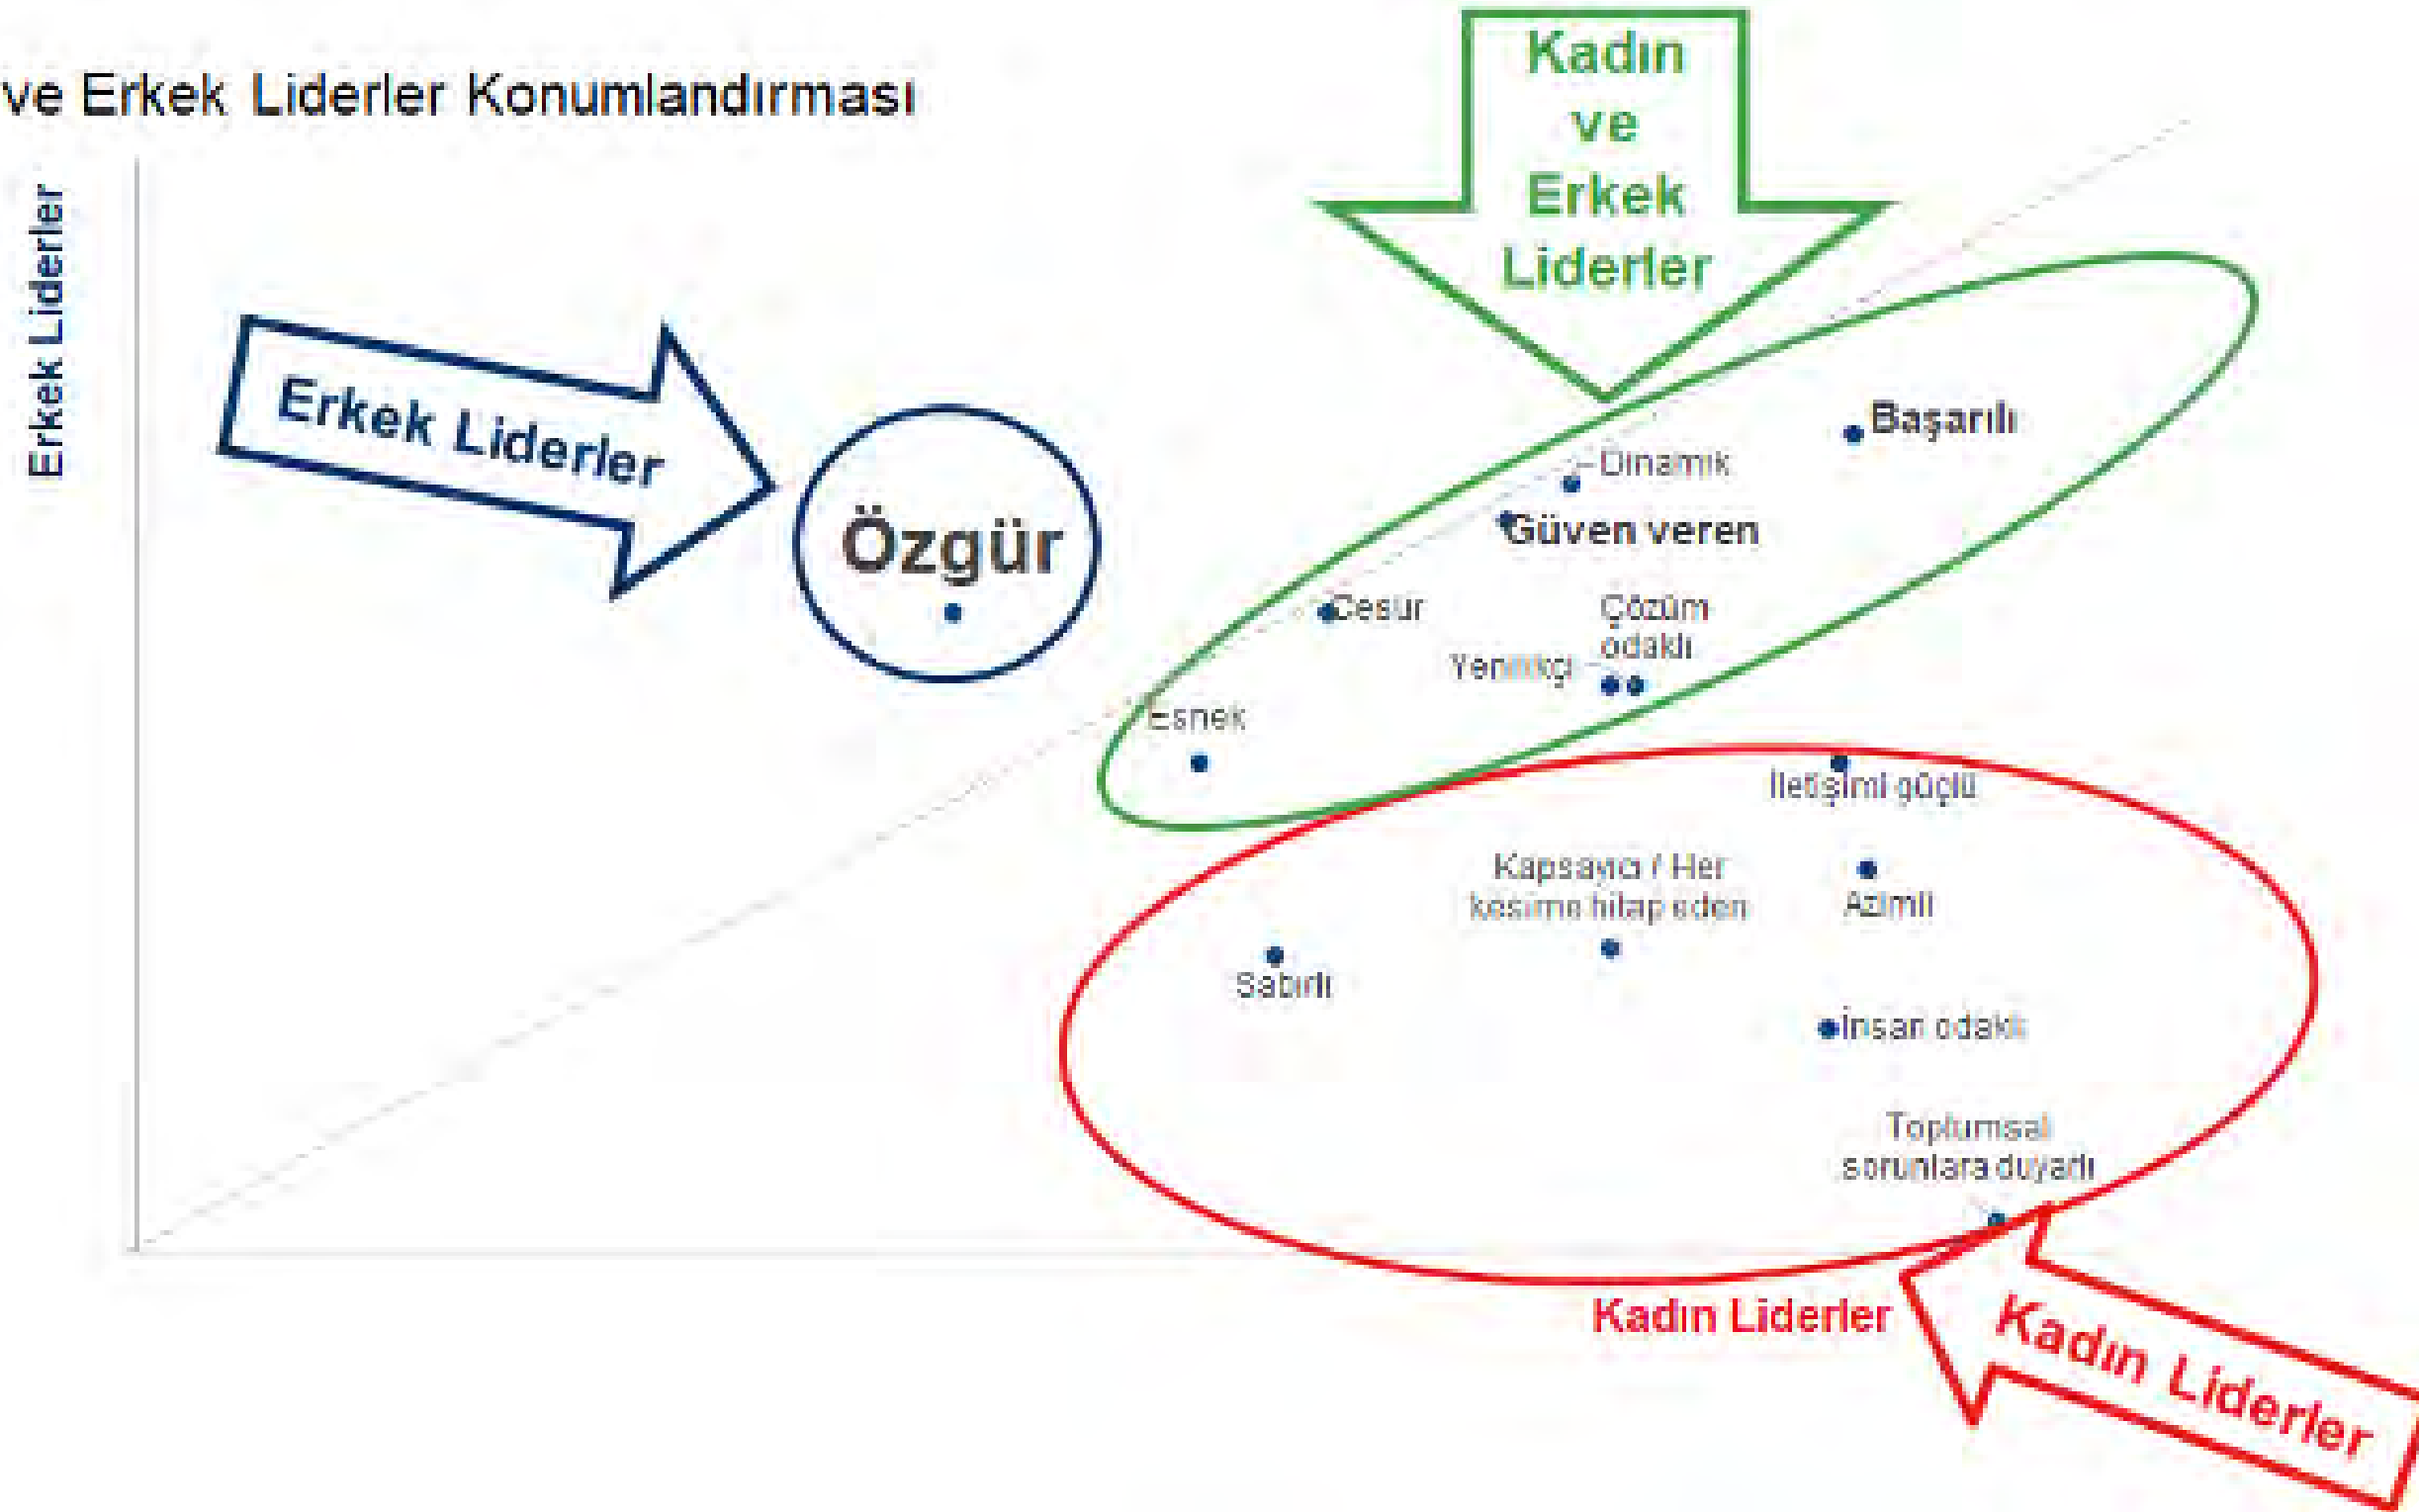 ve Erkek Liderler Konumlandırması
Kadın
ve
Erkek
Liderler
Erkek Liderler
Erkek Liderler
Özgür
Başarılı
Dinamik
Güven veren
Cesur
Çözüm
odaklı
Yenilikçi
Esnek
İletişimi güçlü
Kapsayıcı / Her
kesime hitap eden
Azimli
Sabırlı
İnsan odaklı
Toplumsal
sorunlara duyarlı
Kadın Liderler
Kadın Liderler